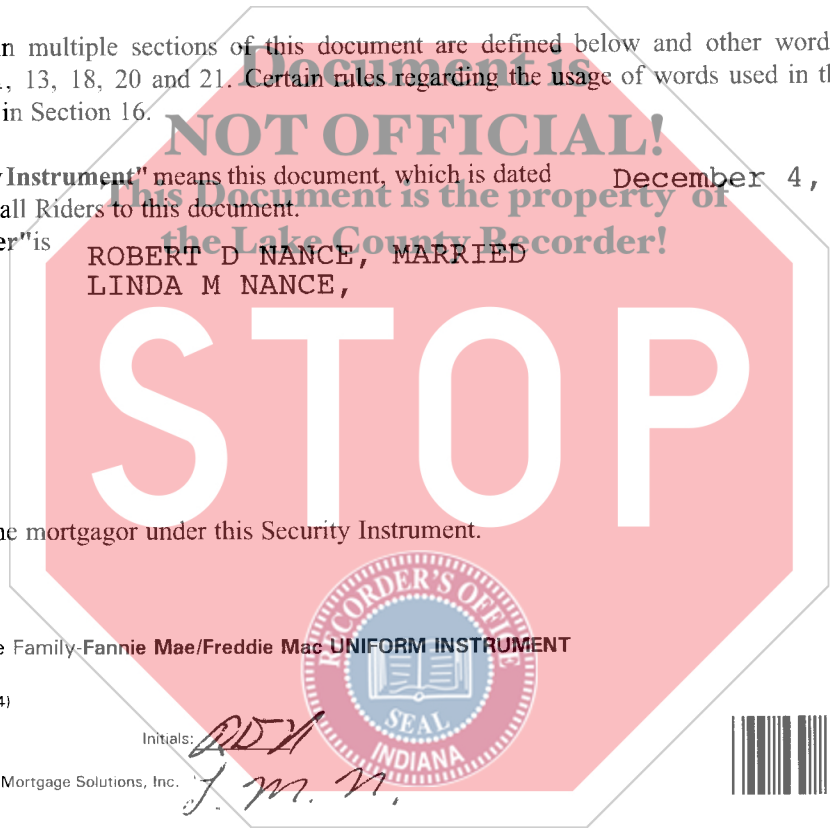 n multiple sections of this document are defined below and other word
, 13, 18, 20 and 21. Certain rules regarding the usage of words used in th
in Section 16.
Document is
NOT OFFICIAL!
This Document is the property of
the Lake County Recorder!
Instrument" means this document, which is dated December 4,
all Riders to this document.
er"is ROBERT D NANCE, MARRIED
LINDA M NANCE,
STOP
he mortgagor under this Security Instrument.
RECORDER'S OFFICE
SEAL
INDIANA
e Family-Fannie Mae/Freddie Mac UNIFORM INSTRUMENT
4)
Initials: RDN
Mortgage Solutions, Inc. L. M. N.